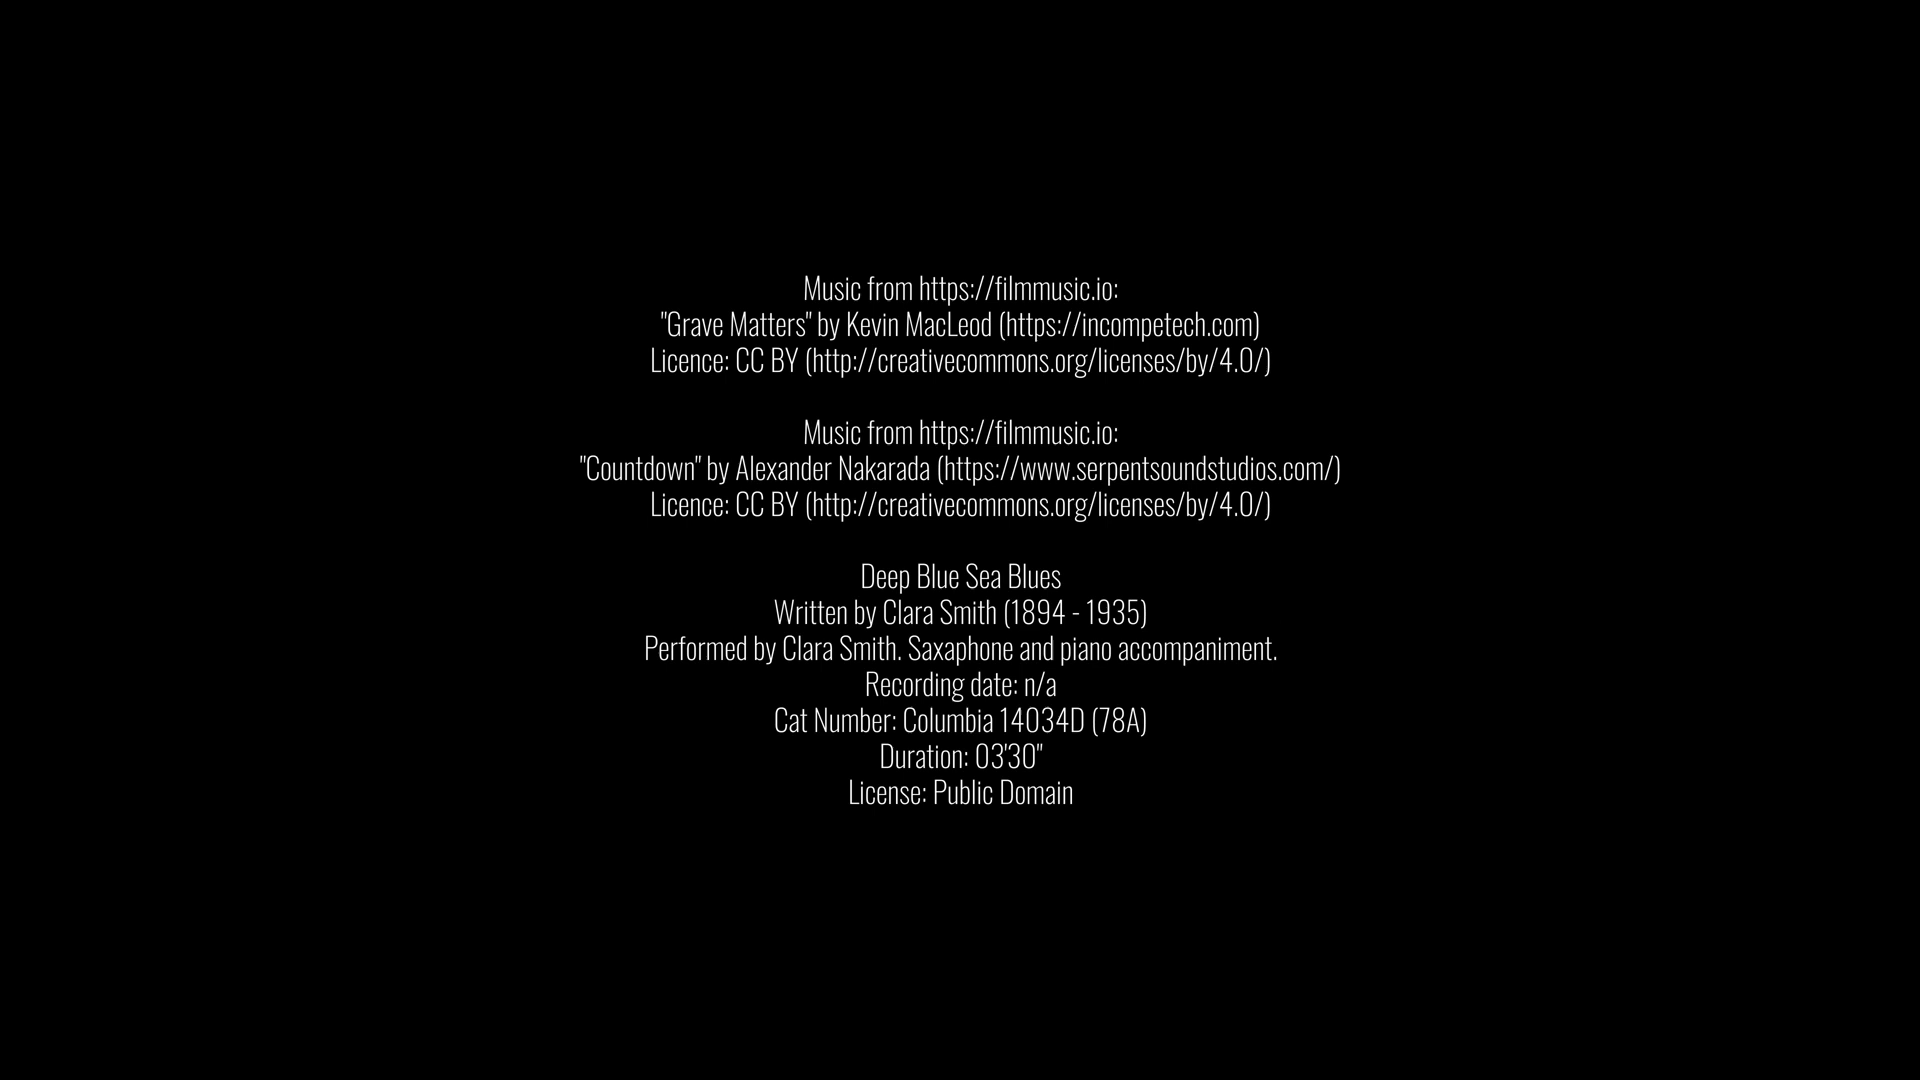 Music from https://filmmusic.io:
"Grave Matters" by Kevin MacLeod (https://incompetech.com)
Licence: CC BY (http://creativecommons.org/licenses/by/4.0/)
Music from https://filmmusic.io:
"Countdown" by Alexander Nakarada (https://www.serpentsoundstudios.com/)
Licence: CC BY (http://creativecommons.org/licenses/by/4.0/)
Deep Blue Sea Blues
Written by Clara Smith (1894 - 1935)
Performed by Clara Smith. Saxaphone and piano accompaniment.
Recording date: n/a
Cat Number: Columbia 14034D (78A)
Duration: 03'30"
License: Public Domain